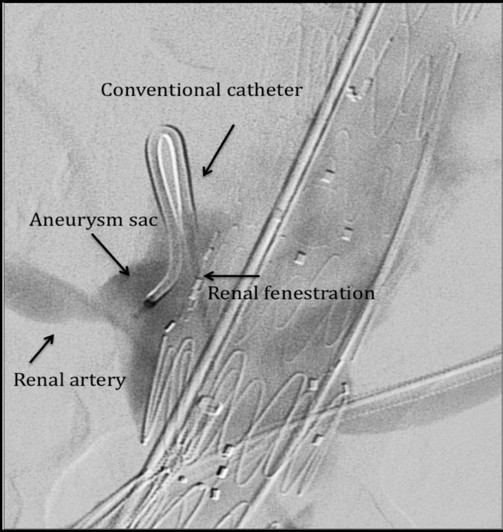 Conventional catheter
Aneurysm sac
Renal fenestration
Renal artery